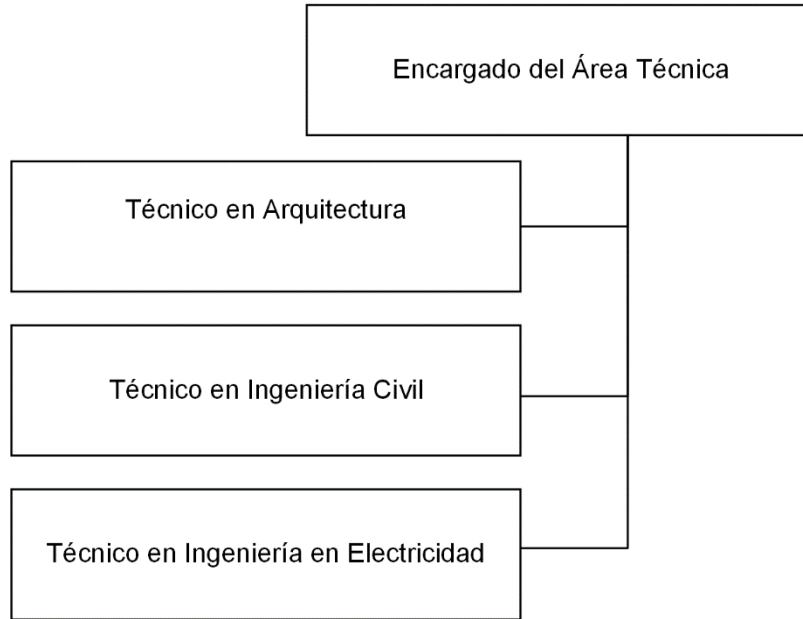 Encargado del Área Técnica
Técnico en Arquitectura
Técnico en Ingeniería Civil
Técnico en Ingeniería en Electricidad